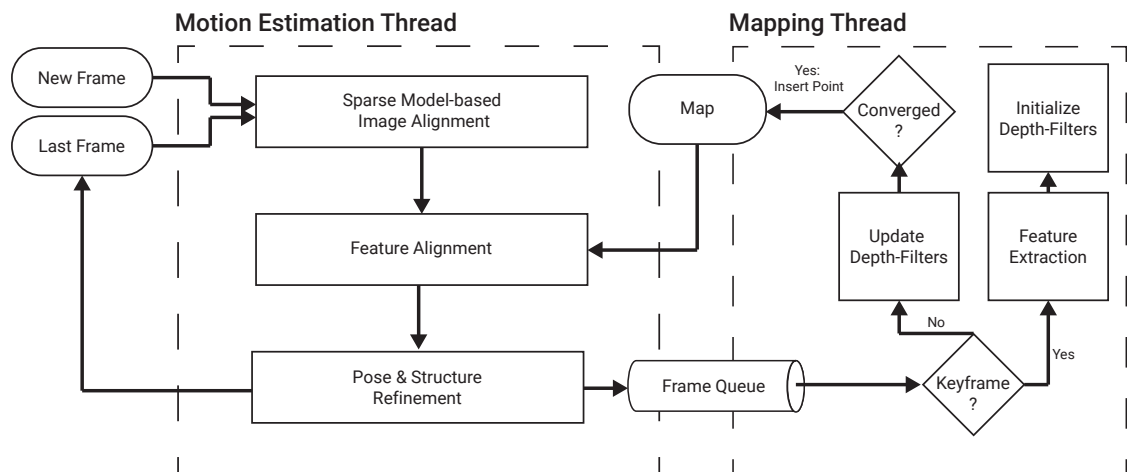 Motion Estimation Thread
Mapping Thread
New Frame
Last Frame
Sparse Model-based
Image Alignment
Feature Alignment
Pose & Structure
Refinement
Map
Yes:
Insert Point
Converged
?
Initialize
Depth-Filters
Update
Depth-Filters
Feature
Extraction
No
Yes
Frame Queue
Keyframe
?